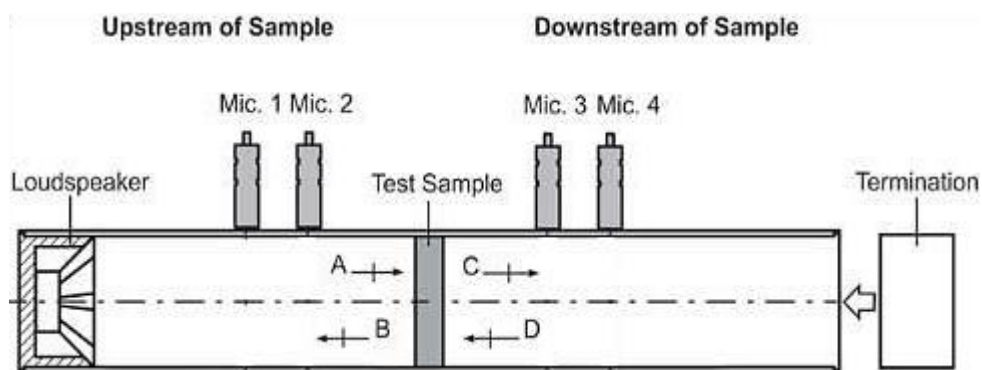 Upstream of Sample Downstream of Sample
Mic. 1 Mic. 2 Mic. 3 Mic. 4
Loudspeaker Test Sample Termination
A C
B D